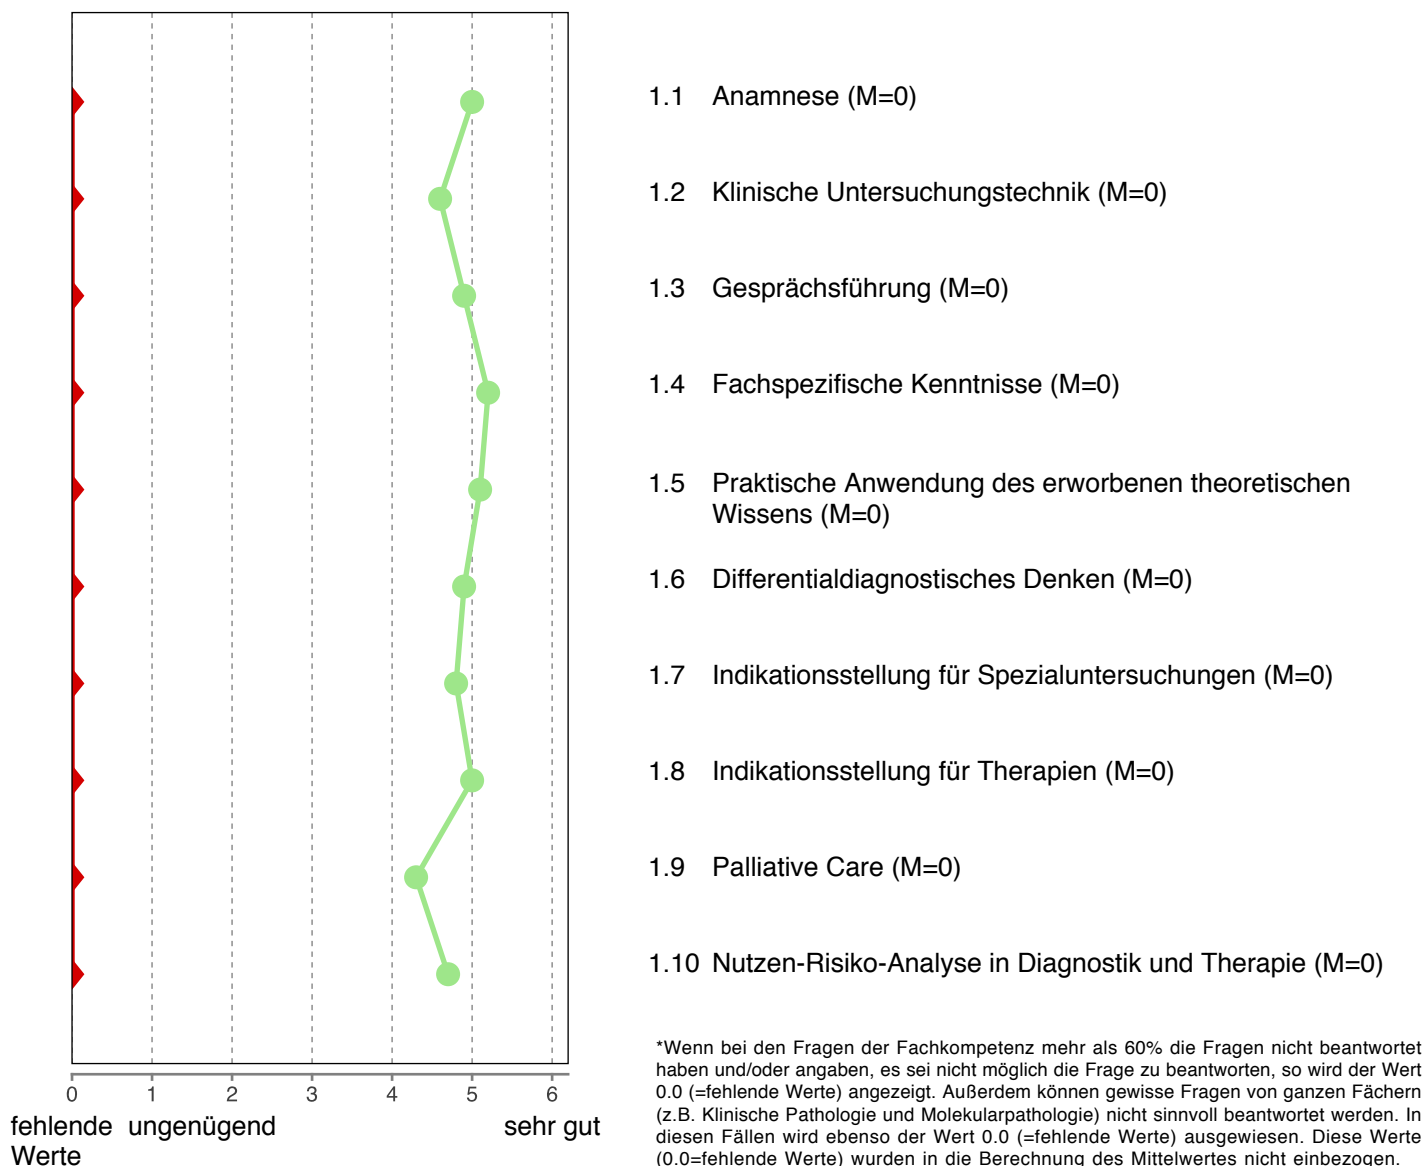 1.1 Anamnese (M=0)
1.2 Klinische Untersuchungstechnik (M=0)
1.3 Gesprächsführung (M=0)
1.4 Fachspezifische Kenntnisse (M=0)
1.5 Praktische Anwendung des erworbenen theoretischen
Wissens (M=0)
1.6 Differentialdiagnostisches Denken (M=0)
1.7 Indikationsstellung für Spezialuntersuchungen (M=0)
1.8 Indikationsstellung für Therapien (M=0)
1.9 Palliative Care (M=0)
1.10 Nutzen-Risiko-Analyse in Diagnostik und Therapie (M=0)
0 1 2 3 4 5 6
fehlende ungenügend sehr gut
Werte
*Wenn bei den Fragen der Fachkompetenz mehr als 60% die Fragen nicht beantwortet
haben und/oder angaben, es sei nicht möglich die Frage zu beantworten, so wird der Wert
0.0 (=fehlende Werte) angezeigt. Außerdem können gewisse Fragen von ganzen Fächern
(z.B. Klinische Pathologie und Molekularpathologie) nicht sinnvoll beantwortet werden. In
diesen Fällen wird ebenso der Wert 0.0 (=fehlende Werte) ausgewiesen. Diese Werte
(0.0=fehlende Werte) wurden in die Berechnung des Mittelwertes nicht einbezogen.